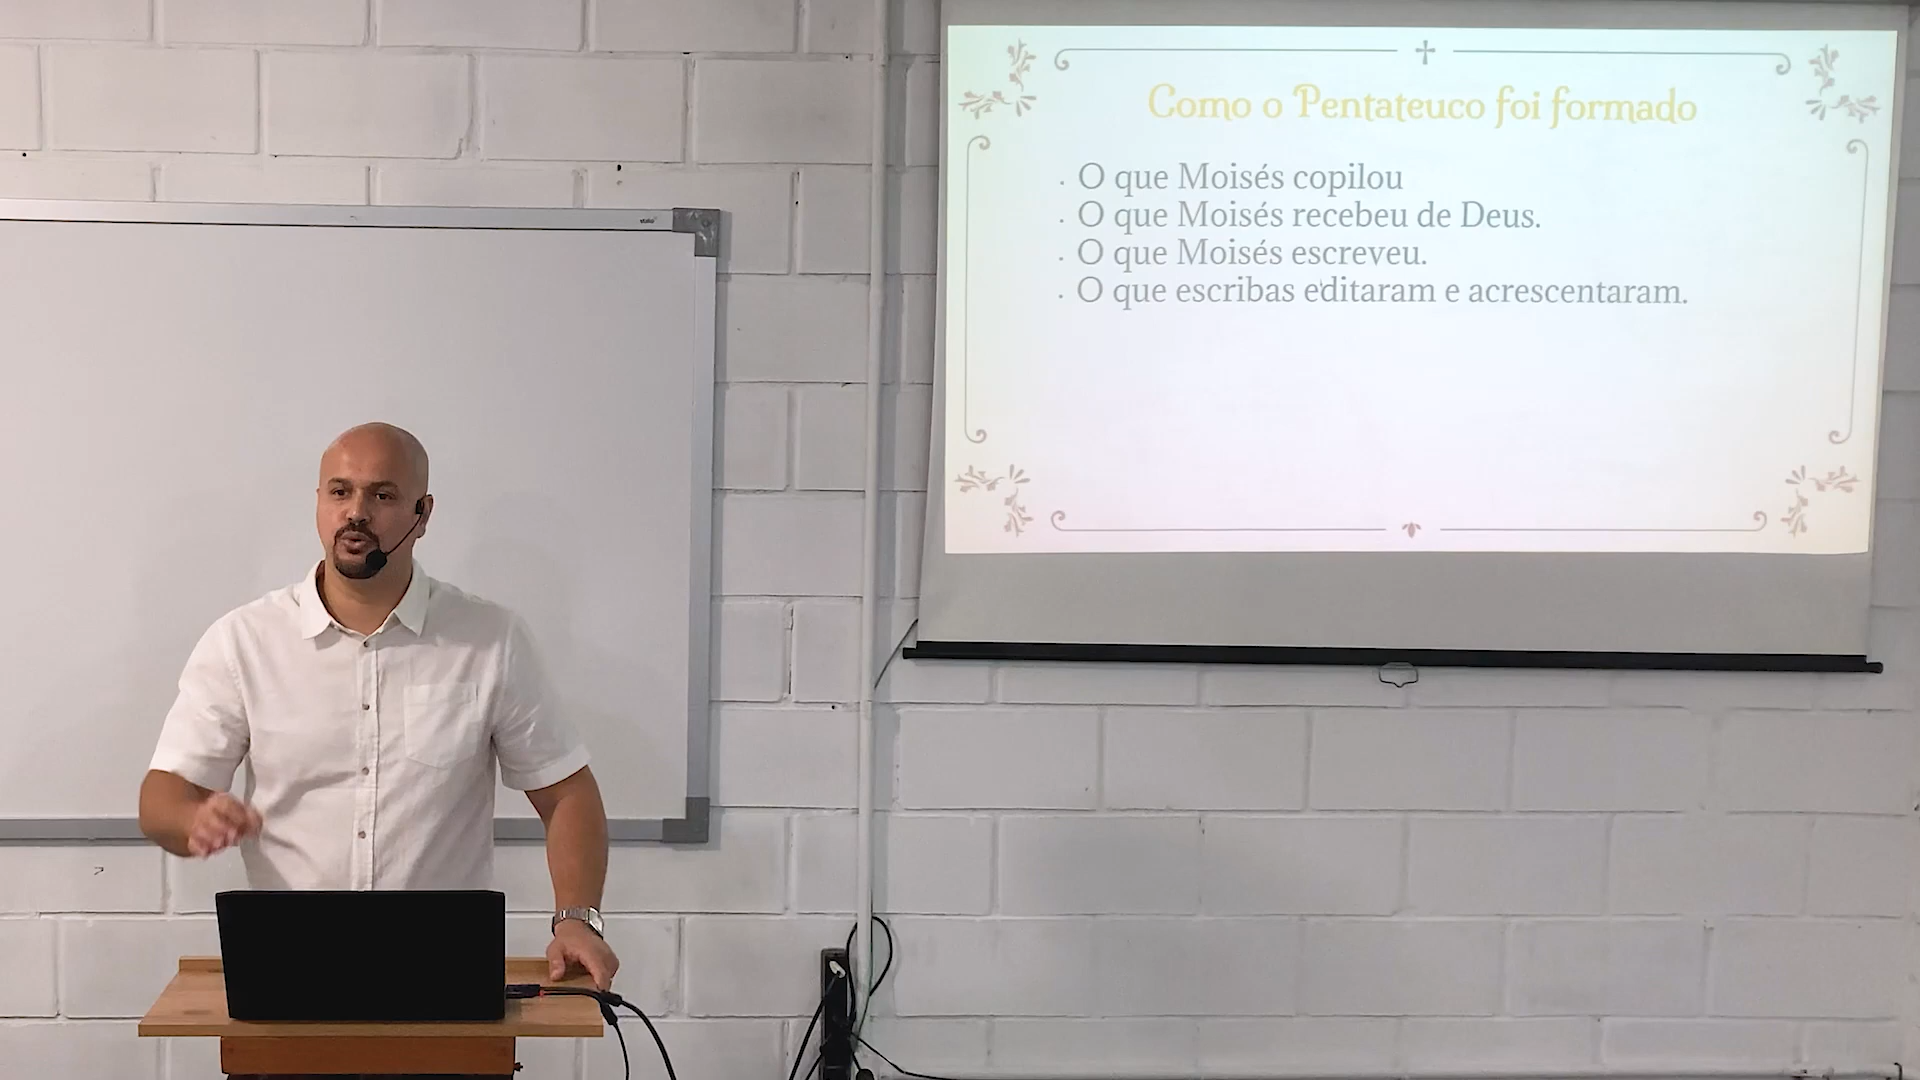 Como o Pentateuco foi formado
. O que Moisés copilou
. O que Moisés recebeu de Deus.
. O que Moisés escreveu.
. O que escribas editaram e acrescentaram.